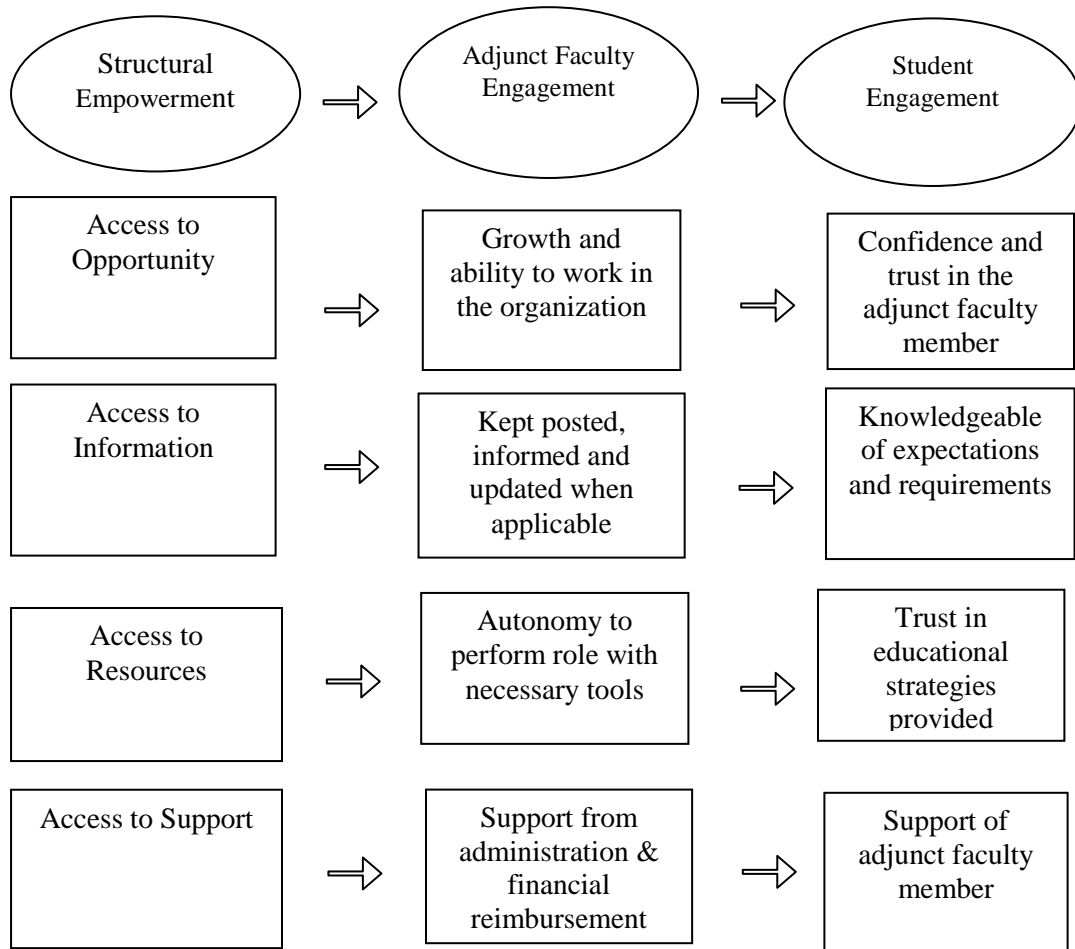 Structural
Empowerment
Adjunct Faculty
Engagement
Student
Engagement
Access to
Opportunity
Growth and
ability to work in
the organization
Confidence and
trust in the
adjunct faculty
member
Access to
Information
Kept posted,
informed and
updated when
applicable
Knowledgeable
of expectations
and requirements
Access to
Resources
Autonomy to
perform role with
necessary tools
Trust in
educational
strategies
provided
Access to Support
Support from
administration &
financial
reimbursement
Support of
adjunct faculty
member